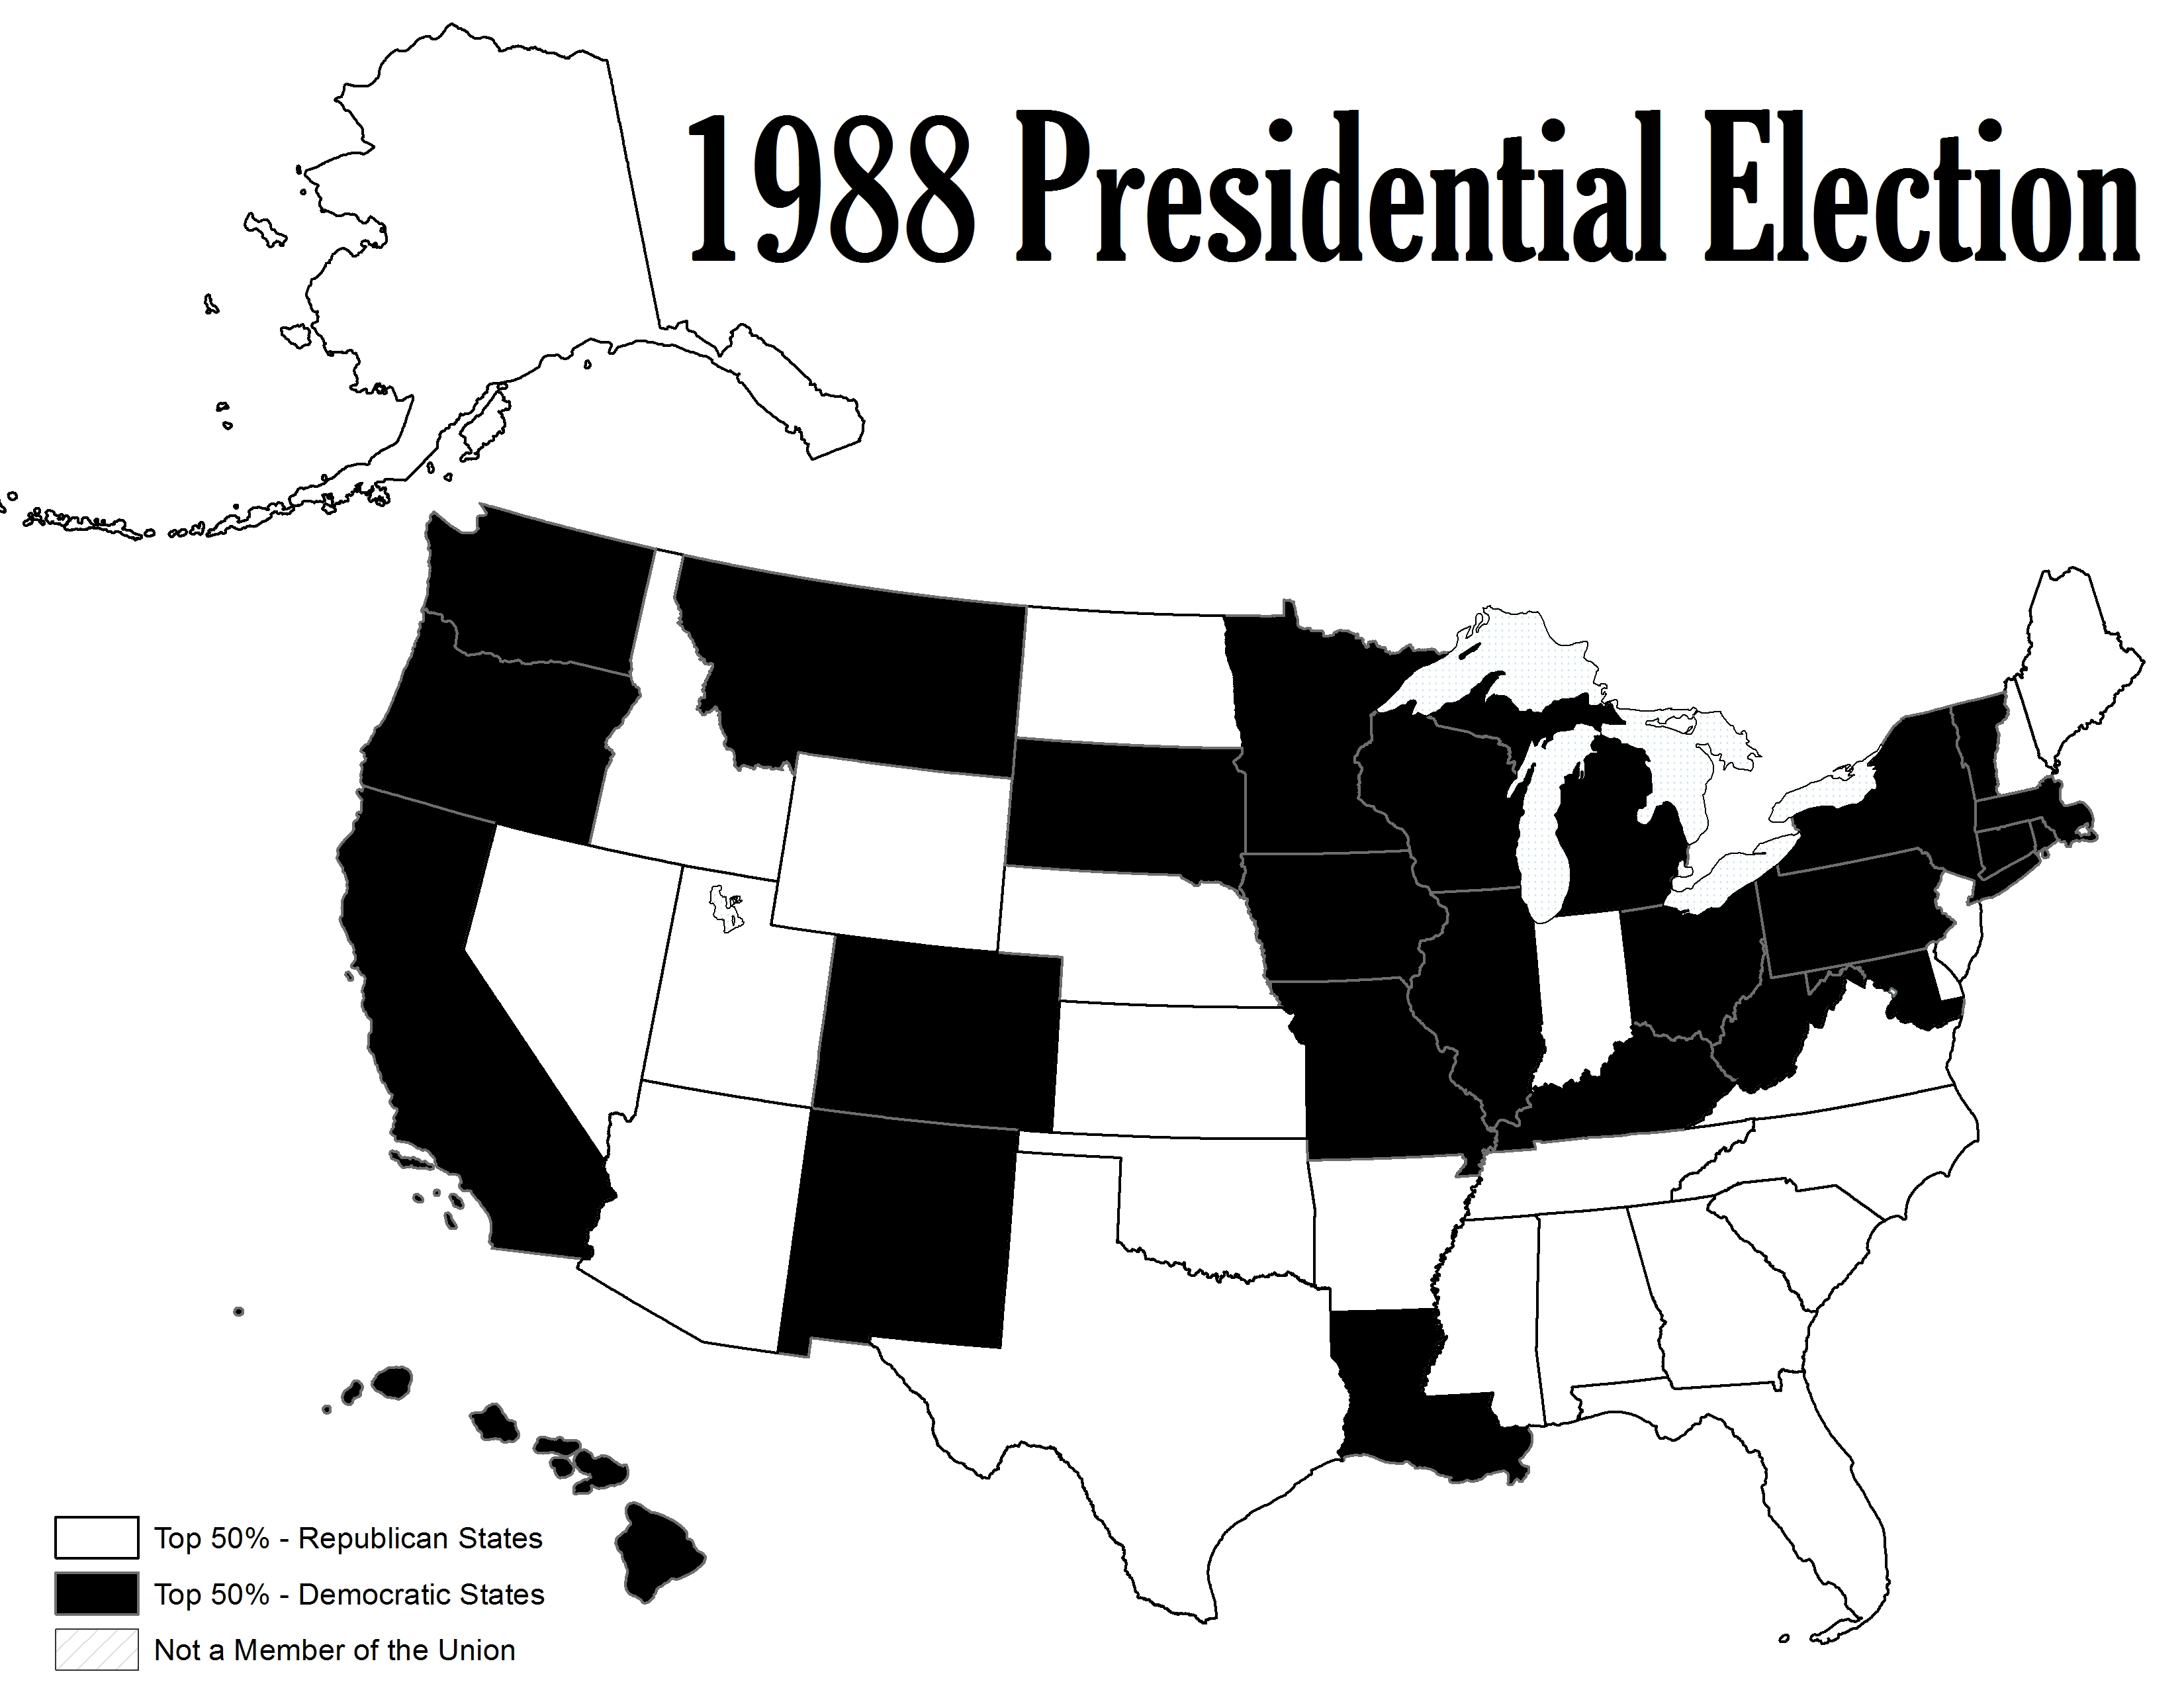 1988 Presidential Election
Top 50% - Republican States
Top 50% - Democratic States
Not a Member of the Union